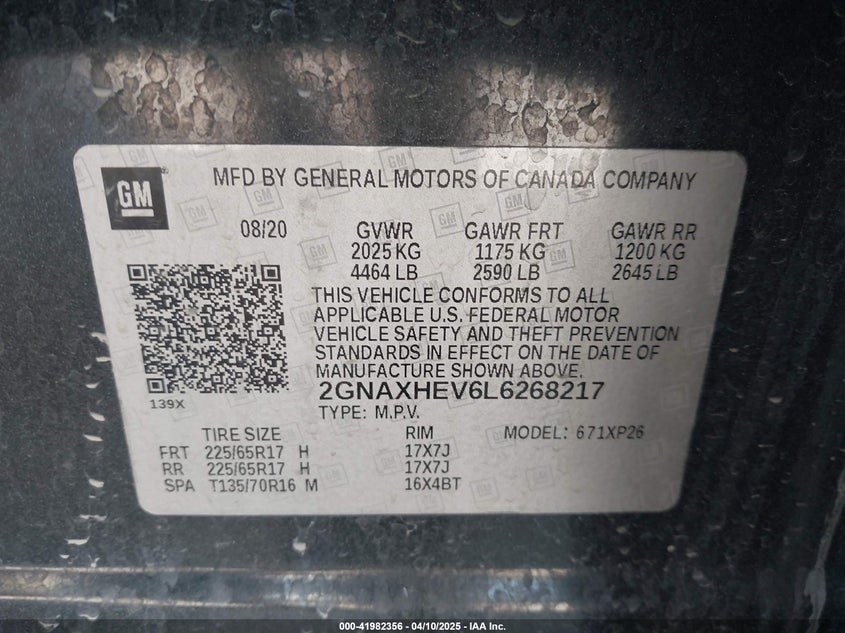 GM
MFD BY GENERAL MOTORS OF CANADA COMPANY
08/20 GVWR GAWR FRT GAWR RR
2025 KG 1175 KG 1200 KG
4464 LB 2590 LB 2645 LB
THIS VEHICLE CONFORMS TO ALL
APPLICABLE U.S. FEDERAL MOTOR
VEHICLE SAFETY AND THEFT PREVENTION
STANDARDS IN EFFECT ON THE DATE OF
MANUFACTURE SHOWN ABOVE.
139X
2GNAXHEV6L6268217
TYPE: M.P.V.
TIRE SIZE RIM MODEL: 671XP26
FRT 225/65R17 H 17X7J
RR 225/65R17 H 17X7J
SPA T135/70R16 M 16X4BT
000-41982356 - 04/10/2025 - IAA Inc.